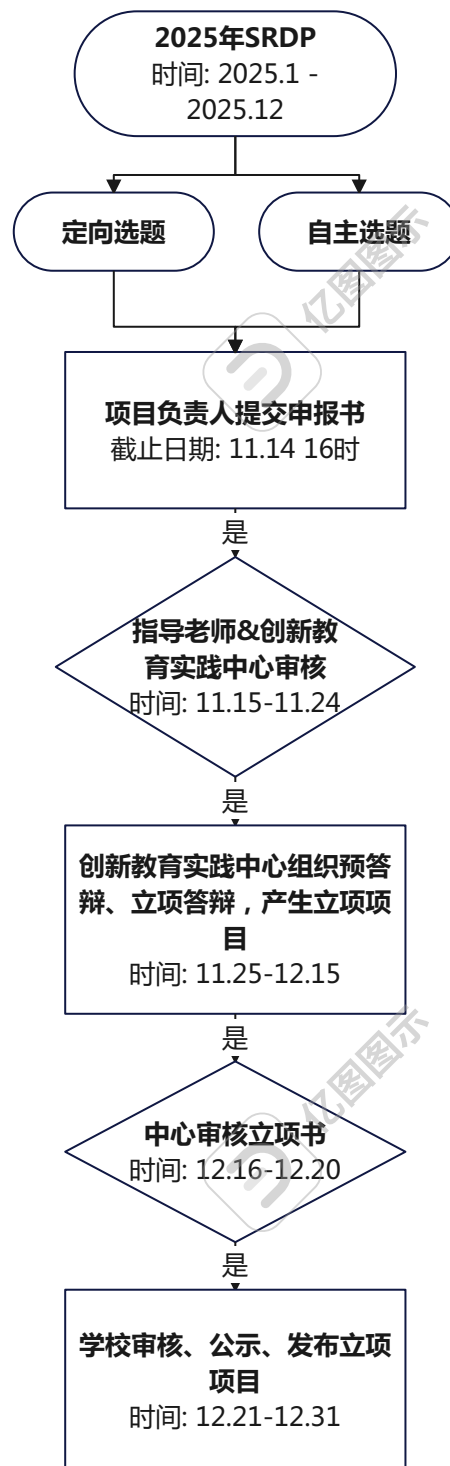 2025年SRDP
时间: 2025.1 -
2025.12
定向选题
自主选题
亿图图示
项目负责人提交申报书
截止日期: 11.14 16时
是
指导老师&创新教
育实践中心审核
时间: 11.15-11.24
是
创新教育实践中心组织预答
辩、立项答辩，产生立项项
目
时间: 11.25-12.15
是
亿图图示
中心审核立项书
时间: 12.16-12.20
是
学校审核、公示、发布立项
项目
时间: 12.21-12.31